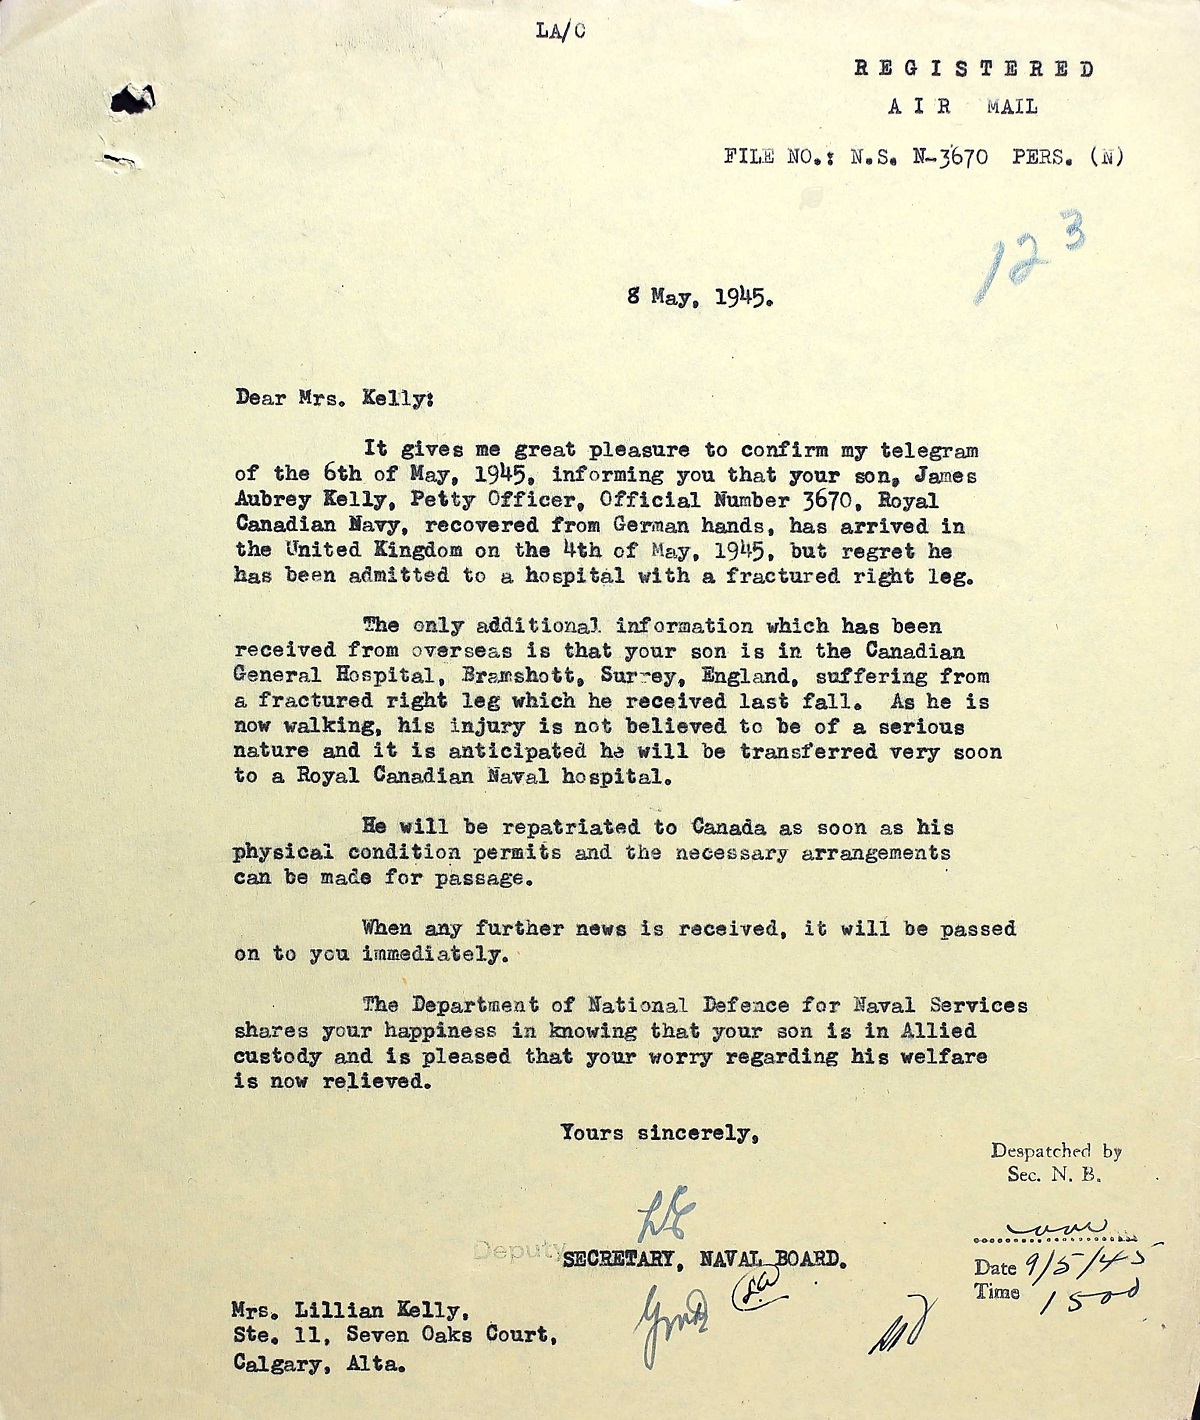 LA/C
REGISTERED
AIR MAIL
FILE NO.: N.S. N-3670 PERS. (N)
123
8 May, 1945.
Dear Mrs. Kelly:
It gives me great pleasure to confirm my telegram
of the 6th of May, 1945, informing you that your son, James
Aubrey Kelly, Petty Officer, Official Number 3670, Royal
Canadian Navy, recovered from German hands, has arrived in
the United Kingdom on the 4th of May, 1945, but regret he
has been admitted to a hospital with a fractured right leg.
The only additional information which has been
received from overseas is that your son is in the Canadian
General Hospital, Bramshott, Surrey, England, suffering from
a fractured right leg which he received last fall. As he is
now walking, his injury is not believed to be of a serious
nature and it is anticipated he will be transferred very soon
to a Royal Canadian Naval hospital.
He will be repatriated to Canada as soon as his
physical condition permits and the necessary arrangements
can be made for passage.
When any further news is received, it will be passed
on to you immediately.
The Department of National Defence for Naval Services
shares your happiness in knowing that your son is in Allied
custody and is pleased that your worry regarding his welfare
is now relieved.
Yours sincerely,
Despatched by
Sec. N. B.
Deputy SECRETARY, NAVAL BOARD.
Date 9/5/45
Time 1500
Mrs. Lillian Kelly,
Ste. 11, Seven Oaks Court,
Calgary, Alta.